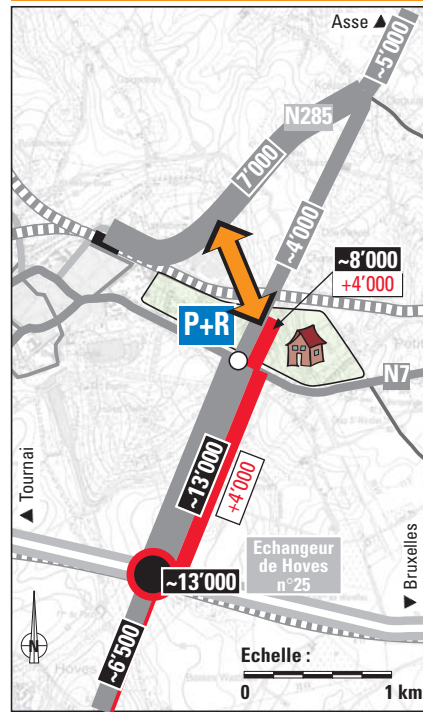 Asse ▲
~5'000
N285
7'000
~4'000
~8'000
+4'000
P+R
N7
~13'000
+4'000
▲ Tournai
Echangeur
de Hoves
n°25
~13'000
▼ Bruxelles
~6'500
N
Hoves
Echelle :
0 1 km